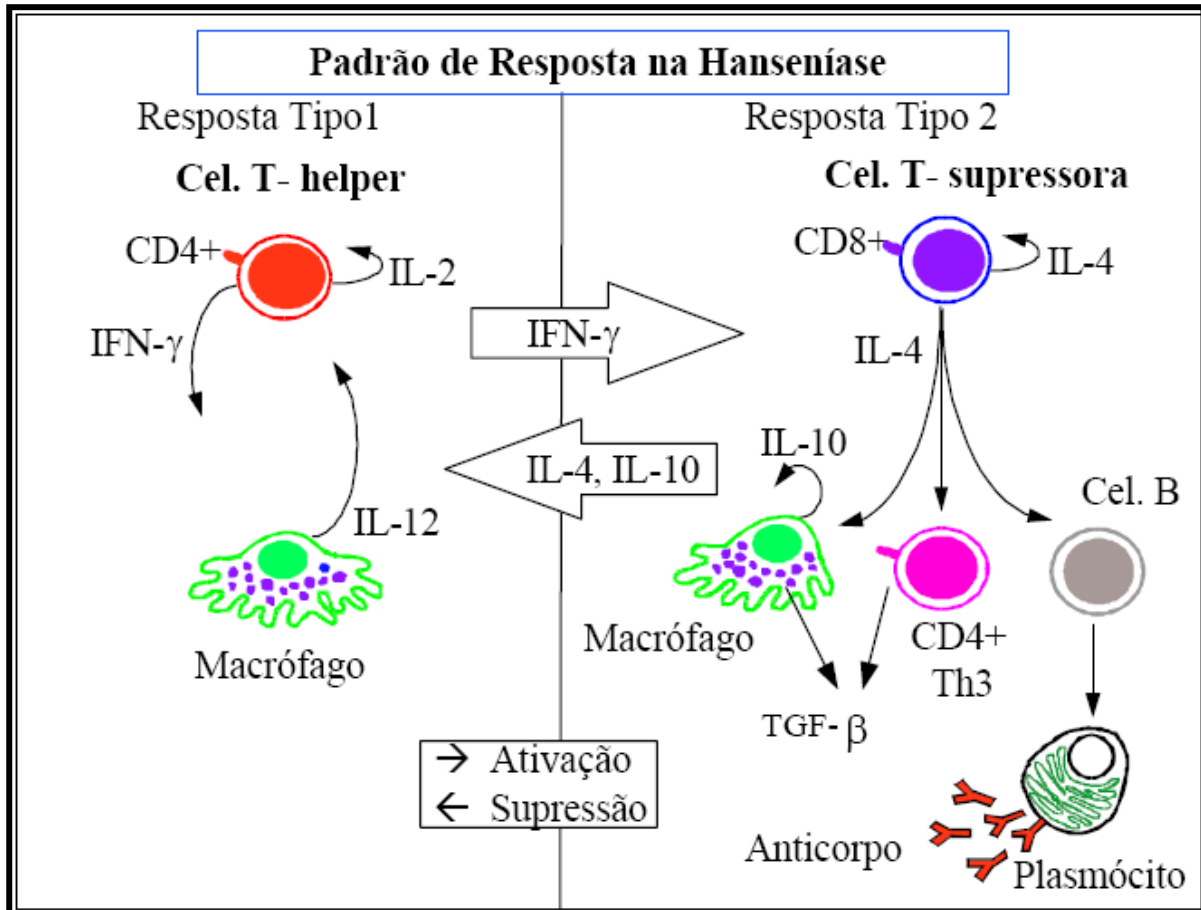 Padrão de Resposta na Hanseníase
Resposta Tipo1
Cel. T- helper
CD4+
IL-2
IFN-γ
IL-12
Macrófago
IFN-γ
IL-4, IL-10
Resposta Tipo 2
Cel. T- supressora
CD8+
IL-4
IL-4
IL-10
Cel. B
Macrófago
CD4+
Th3
TGF- β
Anticorpo
Plasmócito
→ Ativação
← Supressão